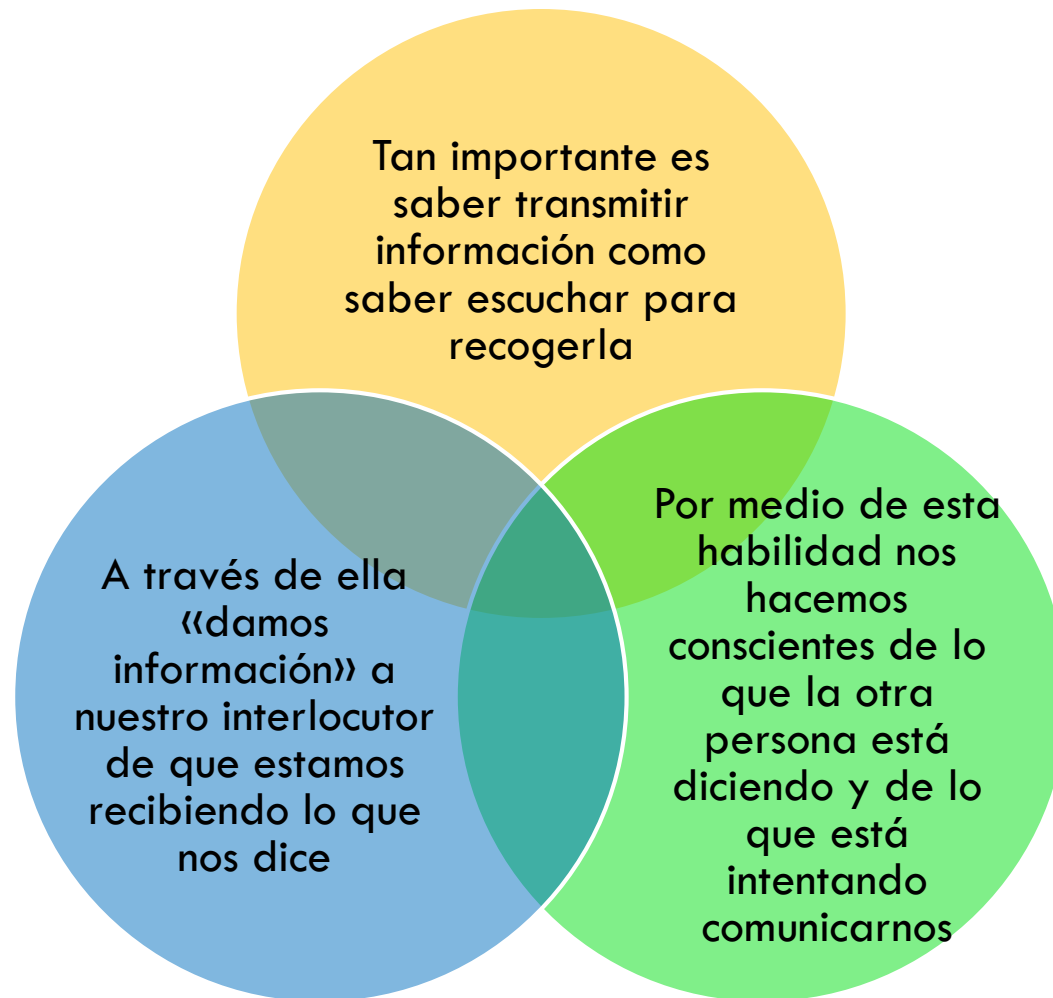 Tan importante es
saber transmitir
información como
saber escuchar para
recogerla
A través de ella
«damos
información» a
nuestro interlocutor
de que estamos
recibiendo lo que
nos dice
Por medio de esta
habilidad nos
hacemos
conscientes de lo
que la otra
persona está
diciendo y de lo
que está
intentando
comunicarnos